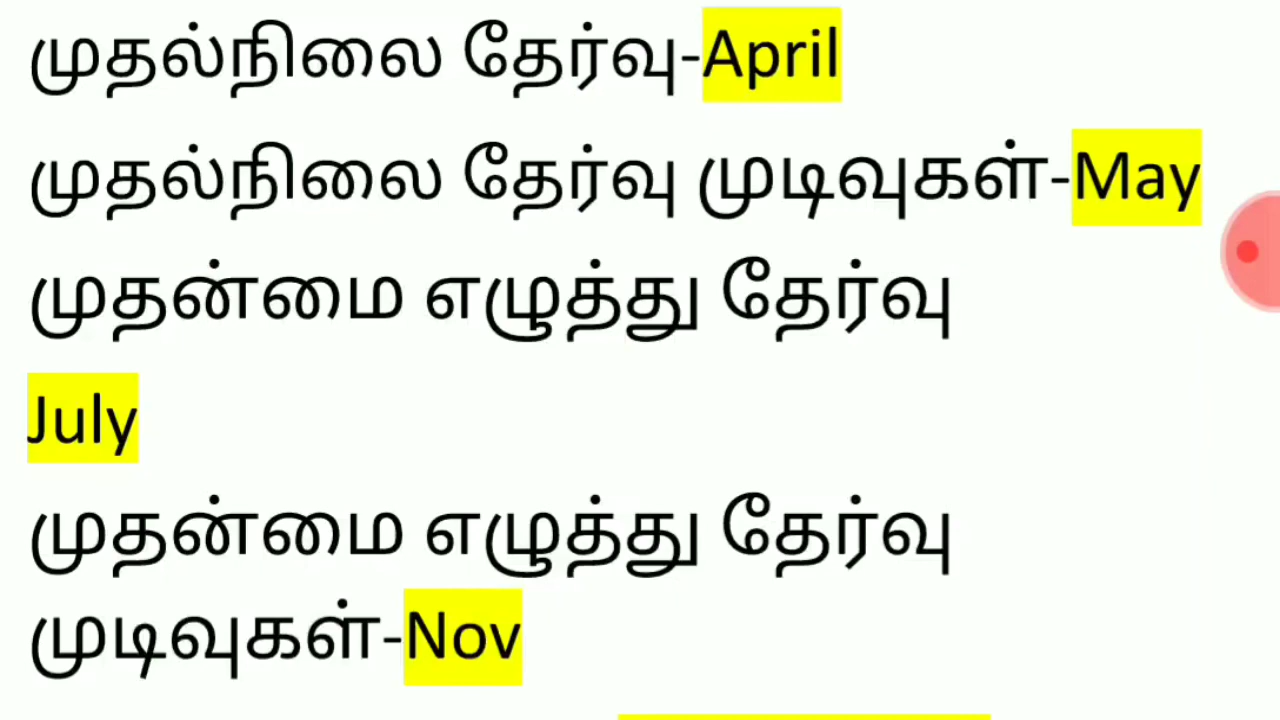 முதல்நிலை தேர்வு-April
முதல்நிலை தேர்வு முடிவுகள்-May
முதன்மை எழுத்து தேர்வு
July
முதன்மை எழுத்து தேர்வு
முடிவுகள்-Nov